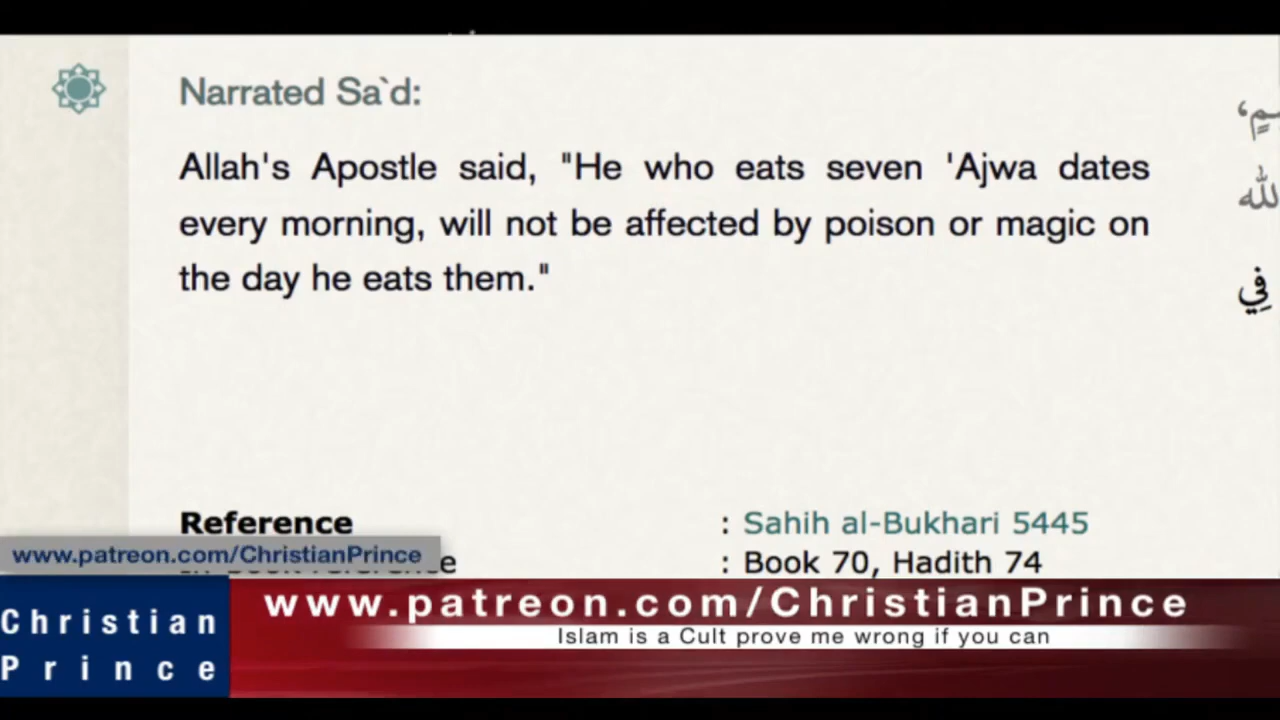 Narrated Sa`d:
Allah's Apostle said, "He who eats seven 'Ajwa dates
every morning, will not be affected by poison or magic on
the day he eats them."
الله
في
Reference : Sahih al-Bukhari 5445
: Book 70, Hadith 74
www.patreon.com/ChristianPrince
Christian
Prince
www.patreon.com/ChristianPrince
Islam is a Cult prove me wrong if you can